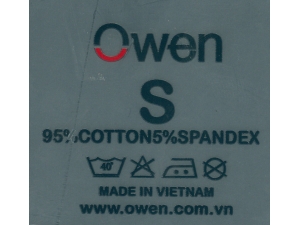 Owen
S
95%COTTON5%SPANDEX
40
MADE IN VIETNAM
www.owen.com.vn